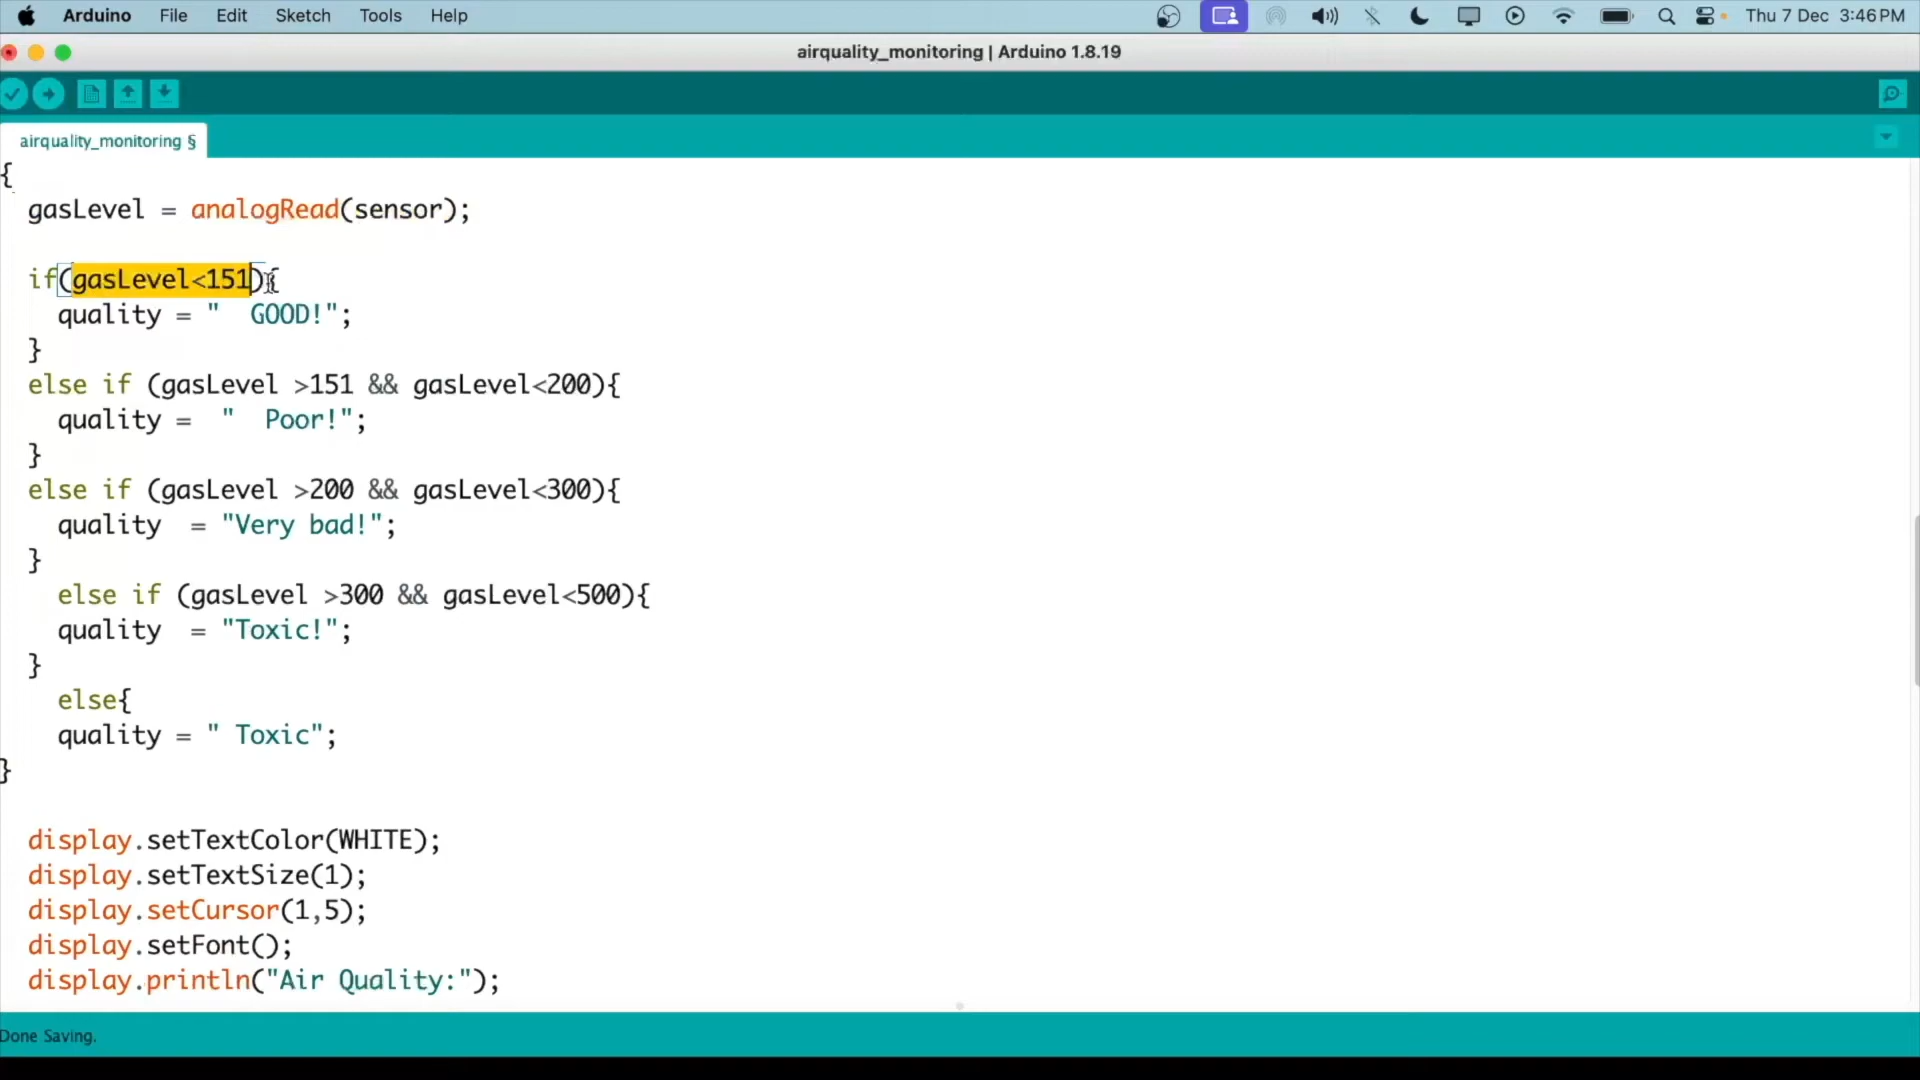 Arduino File Edit Sketch Tools Help Thu 7 Dec 3:46 PM
airquality_monitoring | Arduino 1.8.19
airquality_monitoring §
{
gasLevel = analogRead(sensor);
if(gasLevel<151){
quality = "  GOOD!";
}
else if (gasLevel >151 && gasLevel<200){
quality =  "  Poor!";
}
else if (gasLevel >200 && gasLevel<300){
quality  = "Very bad!";
}
else if (gasLevel >300 && gasLevel<500){
quality  = "Toxic!";
}
else{
quality = " Toxic";
}
display.setTextColor(WHITE);
display.setTextSize(1);
display.setCursor(1,5);
display.setFont();
display.println("Air Quality:");
Done Saving.